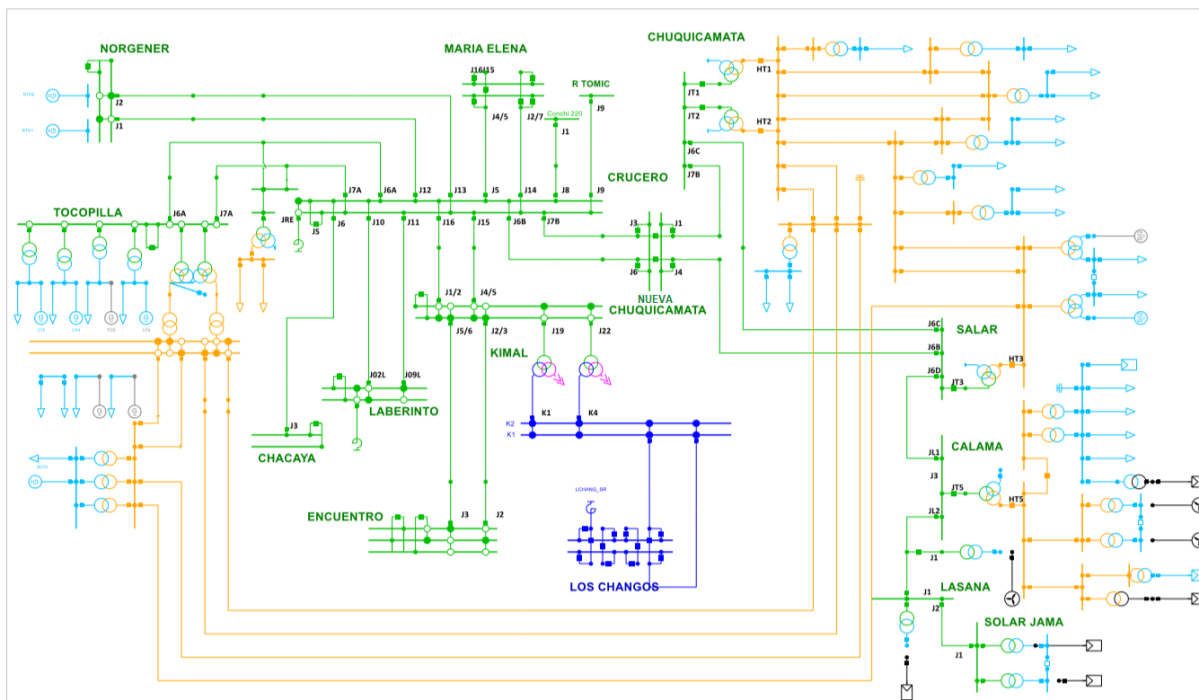 NORGENER
MARIA ELENA
CHUQUICAMATA
J16
J15
R TOMIC
HT1
JT1
J2
J1
J4/5
J2/7
Conchi 220
J1
J9
JT2
HT2
J6C
J7B
CRUCERO
TOCOPILLA
J6A
J7A
JRE
JS
J7A
J6A
J12
J13
J5
J14
J8
J9
J6
J10
J11
J16
J15
J6B
J7B
J3
J1
J6
J4
NUEVA
CHUQUICAMATA
J1/2
J4/5
J5/6
J2/3
J19
J22
KIMAL
J6C
SALAR
J6B
J6D
JT3
HT3
J02L
J09L
LABERINTO
K1
K4
K2
K1
J3
CHACAYA
JL1
CALAMA
J3
JT5
HT5
JL2
LCHANG_SR
ENCUENTRO
J3
J2
LOS CHANGOS
J1
LASANA
J1
J2
SOLAR JAMA
J1